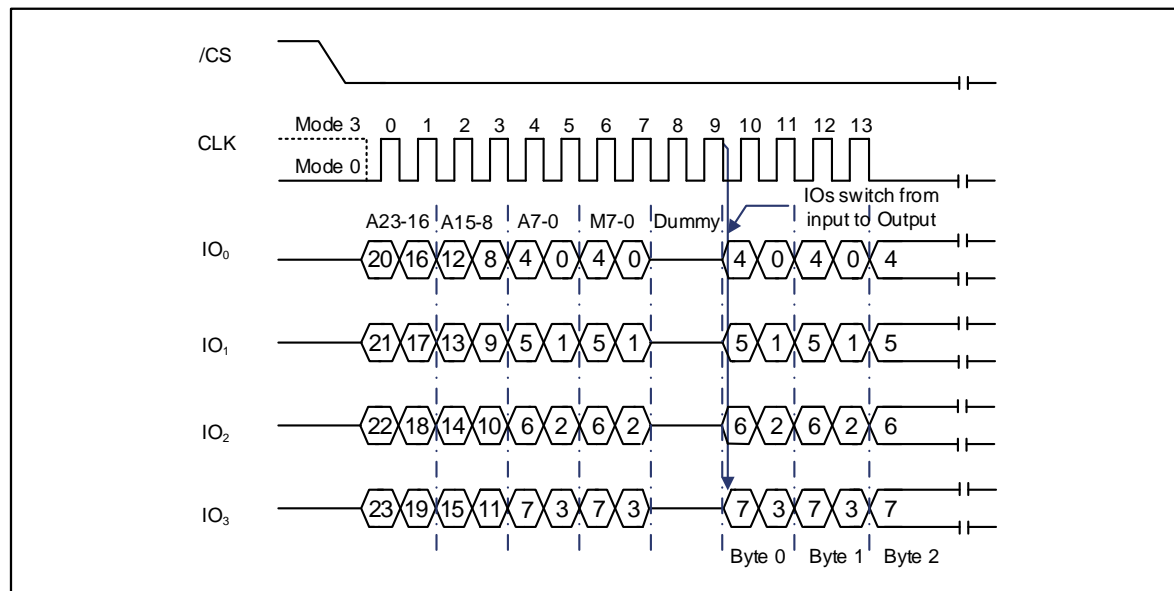 /CS
Mode 3 0 1 2 3 4 5 6 7 8 9 10 11 12 13
CLK
Mode 0
IOs switch from
input to Output
A23-16 A15-8 A7-0 M7-0 Dummy
IO0 20 16 12 8 4 0 4 0 4 0 4 0 4
IO1 21 17 13 9 5 1 5 1 5 1 5 1 5
IO2 22 18 14 10 6 2 6 2 6 2 6 2 6
IO3 23 19 15 11 7 3 7 3 7 3 7 3 7
Byte 0 Byte 1 Byte 2